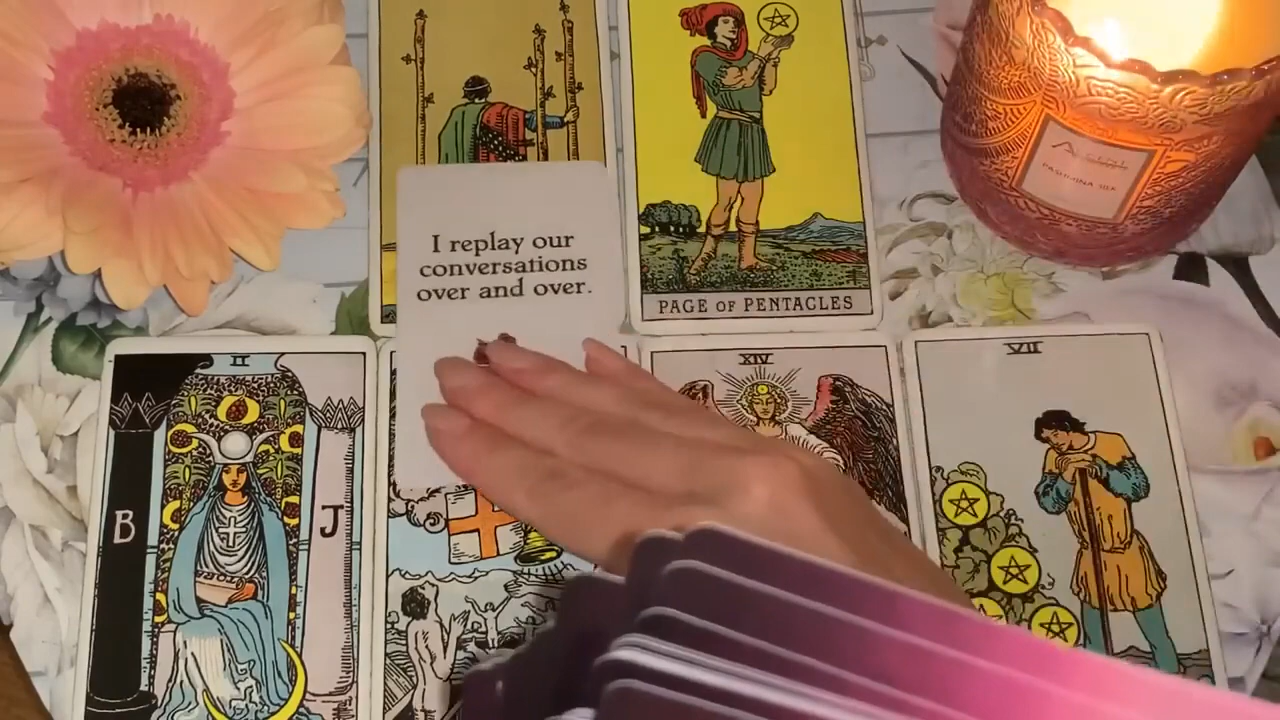 I replay our
conversations
over and over.
PAGE OF PENTACLES
II
XIV
VII
B
J